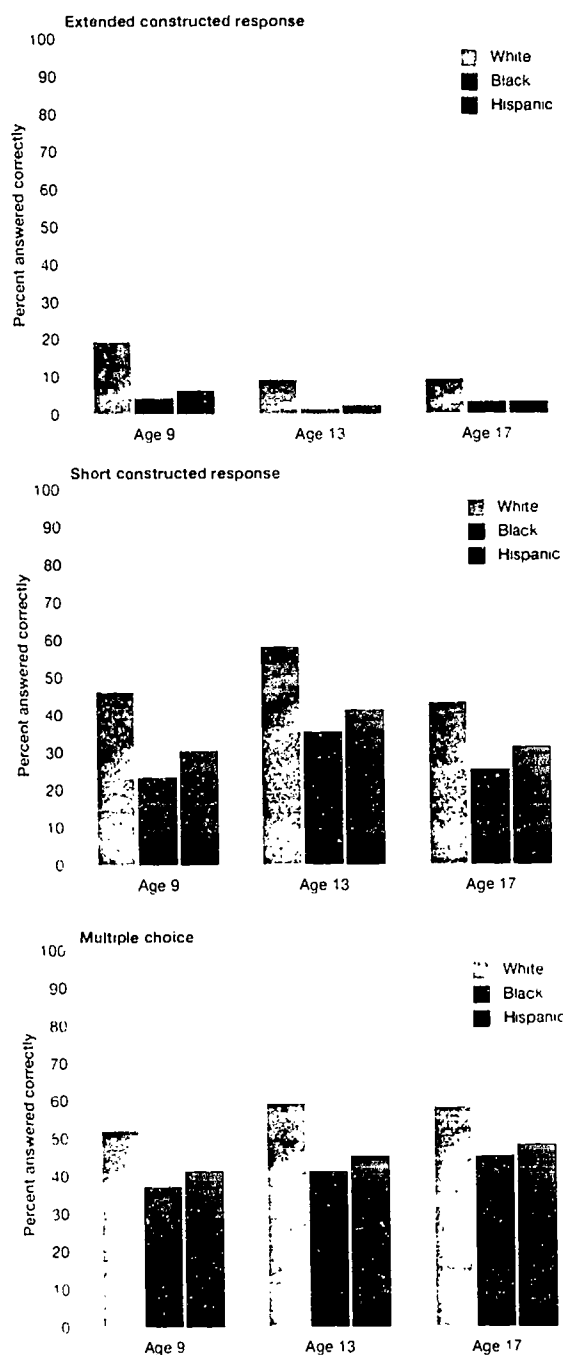 Extended constructed response
100
90
80
70
60
50
40
30
20
10
0
Percent answered correctly
White
Black
Hispanic
Age 9 Age 13 Age 17
Short constructed response
100
90
80
70
60
50
40
30
20
10
0
Percent answered correctly
White
Black
Hispanic
Age 9 Age 13 Age 17
Multiple choice
100
90
80
70
60
50
40
30
20
10
0
Percent answered correctly
White
Black
Hispanic
Age 9 Age 13 Age 17